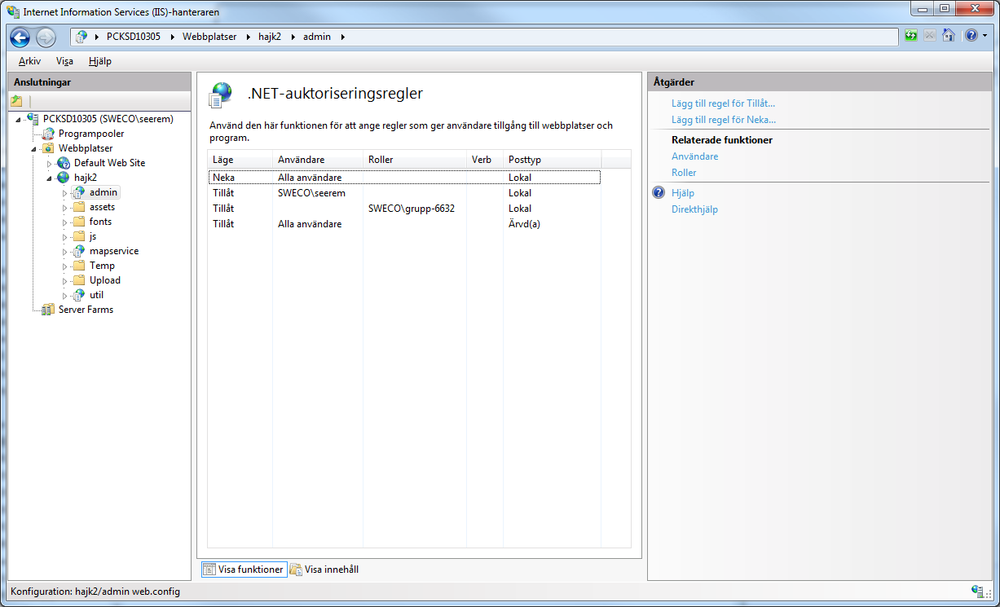 Internet Information Services (IIS)-hanteraren
PCKSD10305 Webbplatser hajk2 admin
Arkiv Visa Hjälp
Anslutningar
PCKSD10305 (SWECO\seerem)
Programpooler
Webbplatser
Default Web Site
hajk2
admin
assets
fonts
js
mapservice
Temp
Upload
util
Server Farms
.NET-auktoriseringsregler
Använd den här funktionen för att ange regler som ger användare tillgång till webbplatser och
program.
Läge Användare Roller Verb Posttyp
Neka Alla användare Lokal
Tillåt SWECO\seerem Lokal
Tillåt SWECO\grupp-6632 Lokal
Tillåt Alla användare Ärvd(a)
Visa funktioner Visa innehåll
Åtgärder
Lägg till regel för Tillåt...
Lägg till regel för Neka...
Relaterade funktioner
Användare
Roller
Hjälp
Direkthjälp
Konfiguration: hajk2/admin web.config